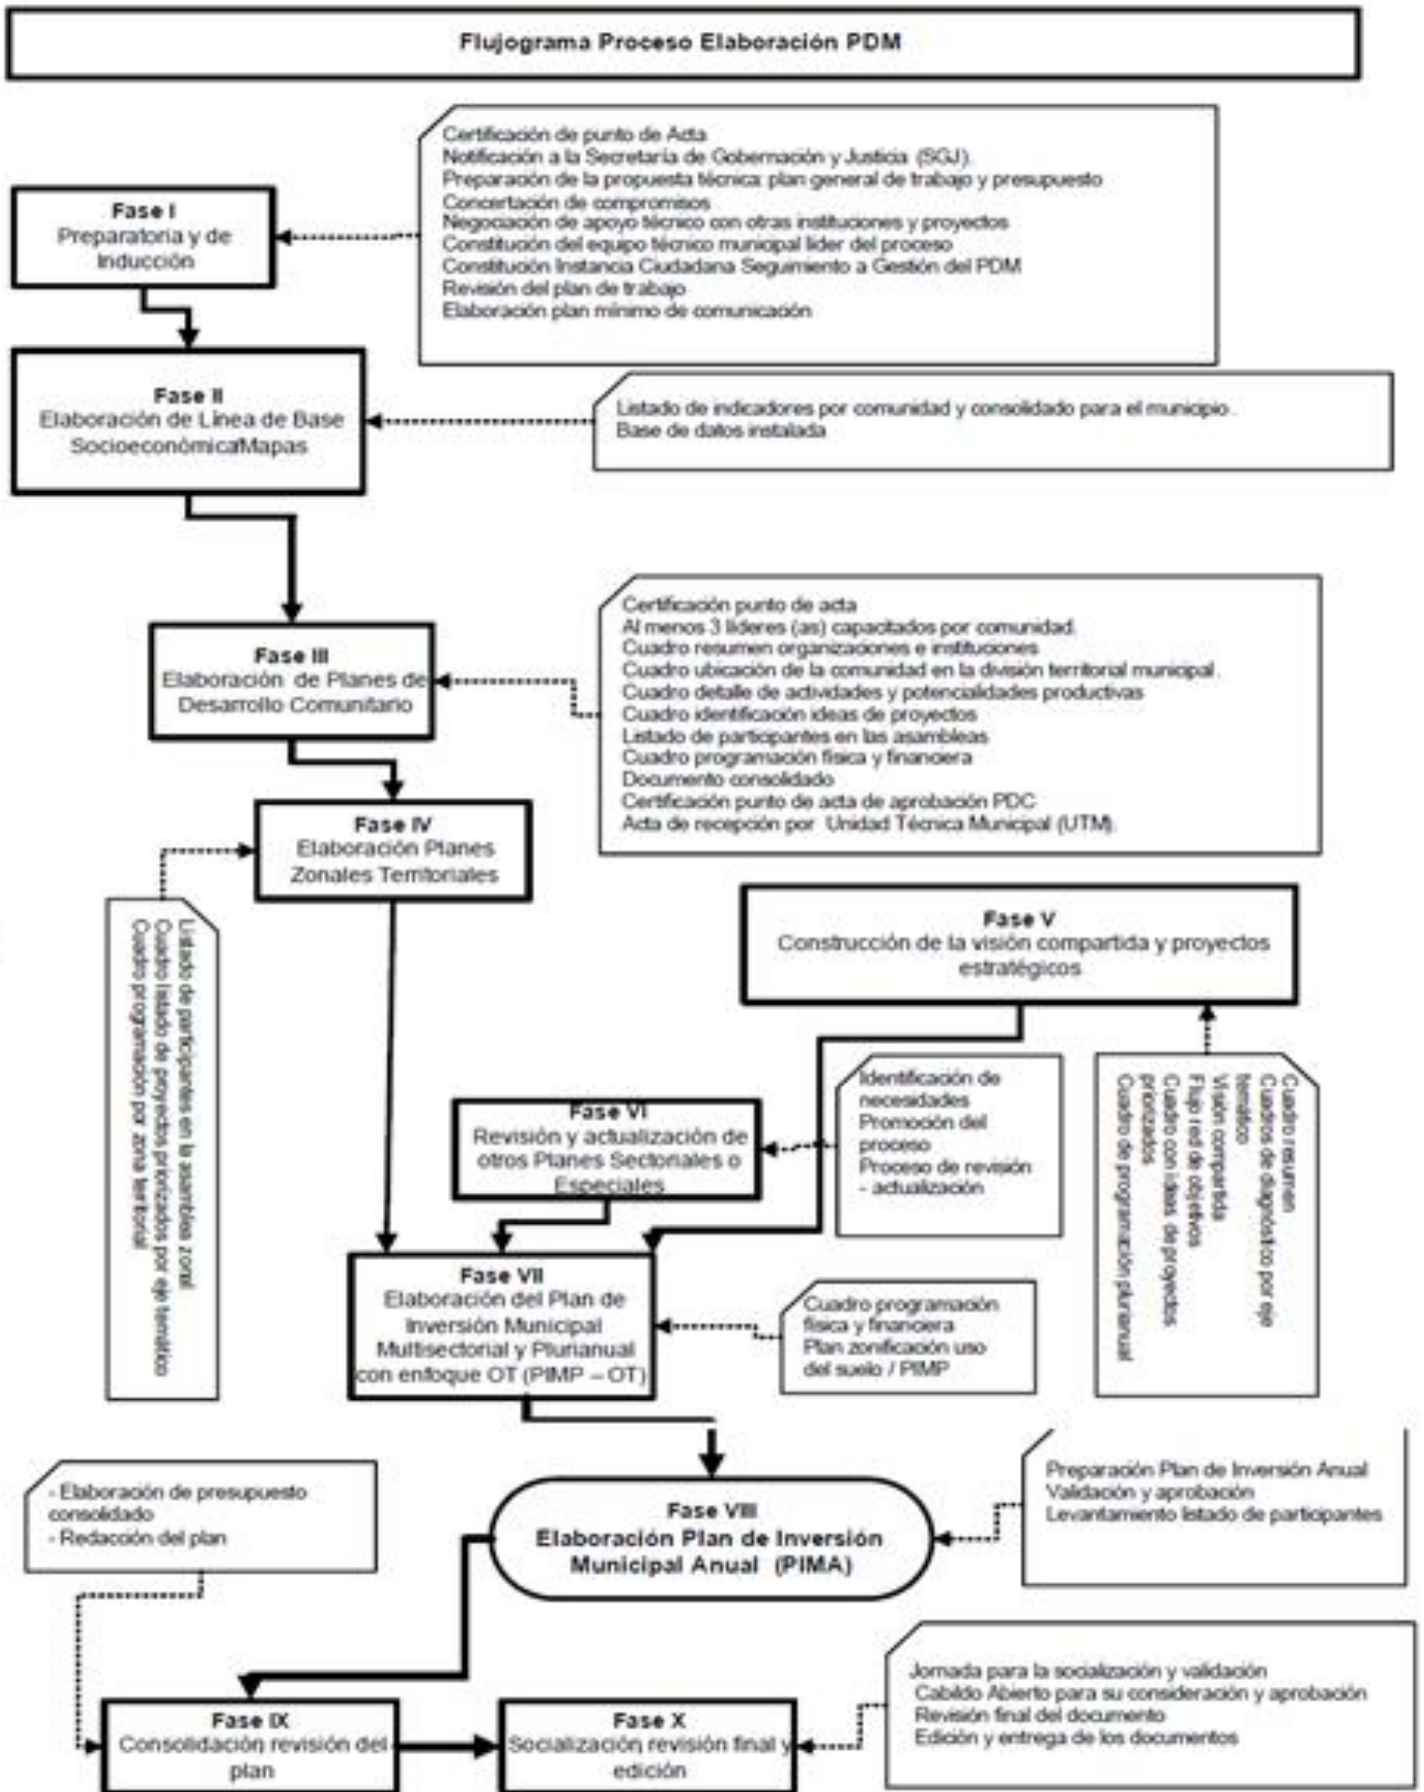 Flujograma Proceso Elaboración PDM
Certificación de punto de Acta
Notificación a la Secretaría de Gobernación y Justicia (SGJ).
Preparación de la propuesta técnica: plan general de trabajo y presupuesto
Concertación de compromisos
Negociación de apoyo técnico con otras instituciones y proyectos
Constitución del equipo técnico municipal líder del proceso
Constitución Instancia Ciudadana Seguimiento a Gestión del PDM
Revisión del plan de trabajo
Elaboración plan mínimo de comunicación
Fase I
Preparatoria y de
Inducción
Fase II
Elaboración de Línea de Base
Socioeconómica/Mapas
Listado de indicadores por comunidad y consolidado para el municipio.
Base de datos instalada
Fase III
Elaboración de Planes de
Desarrollo Comunitario
Certificación punto de acta
Al menos 3 líderes (as) capacitados por comunidad.
Cuadro resumen organizaciones e instituciones
Cuadro ubicación de la comunidad en la división territorial municipal.
Cuadro detalle de actividades y potencialidades productivas
Cuadro identificación ideas de proyectos
Listado de participantes en las asambleas
Cuadro programación física y financiera
Documento consolidado
Certificación punto de acta de aprobación PDC
Acta de recepción por Unidad Técnica Municipal (UTM).
Fase IV
Elaboración Planes
Zonales Territoriales
Listado de participantes en la asamblea zonal
Cuadro listado de proyectos priorizados por eje temático
Cuadro programación por zona territorial
Fase V
Construcción de la visión compartida y proyectos
estratégicos
Cuadro resumen
Cuadros de diagnóstico por eje
temático
Visión compartida
Flujo red de objetivos
Cuadro con ideas de proyectos
priorizados
Cuadro de programación plurianual
Fase VI
Revisión y actualización de
otros Planes Sectoriales o
Especiales
Identificación de
necesidades
Promoción del
proceso
Proceso de revisión
- actualización
Fase VII
Elaboración del Plan de
Inversión Municipal
Multisectorial y Plurianual
con enfoque OT (PIMP – OT)
Cuadro programación
física y financiera
Plan zonificación uso
del suelo / PIMP
Fase VIII
Elaboración Plan de Inversión
Municipal Anual (PIMA)
Preparación Plan de Inversión Anual
Validación y aprobación
Levantamiento listado de participantes
- Elaboración de presupuesto
consolidado
- Redacción del plan
Fase IX
Consolidación, revisión del
plan
Fase X
Socialización, revisión final y
edición
Jornada para la socialización y validación
Cabildo Abierto para su consideración y aprobación
Revisión final del documento
Edición y entrega de los documentos